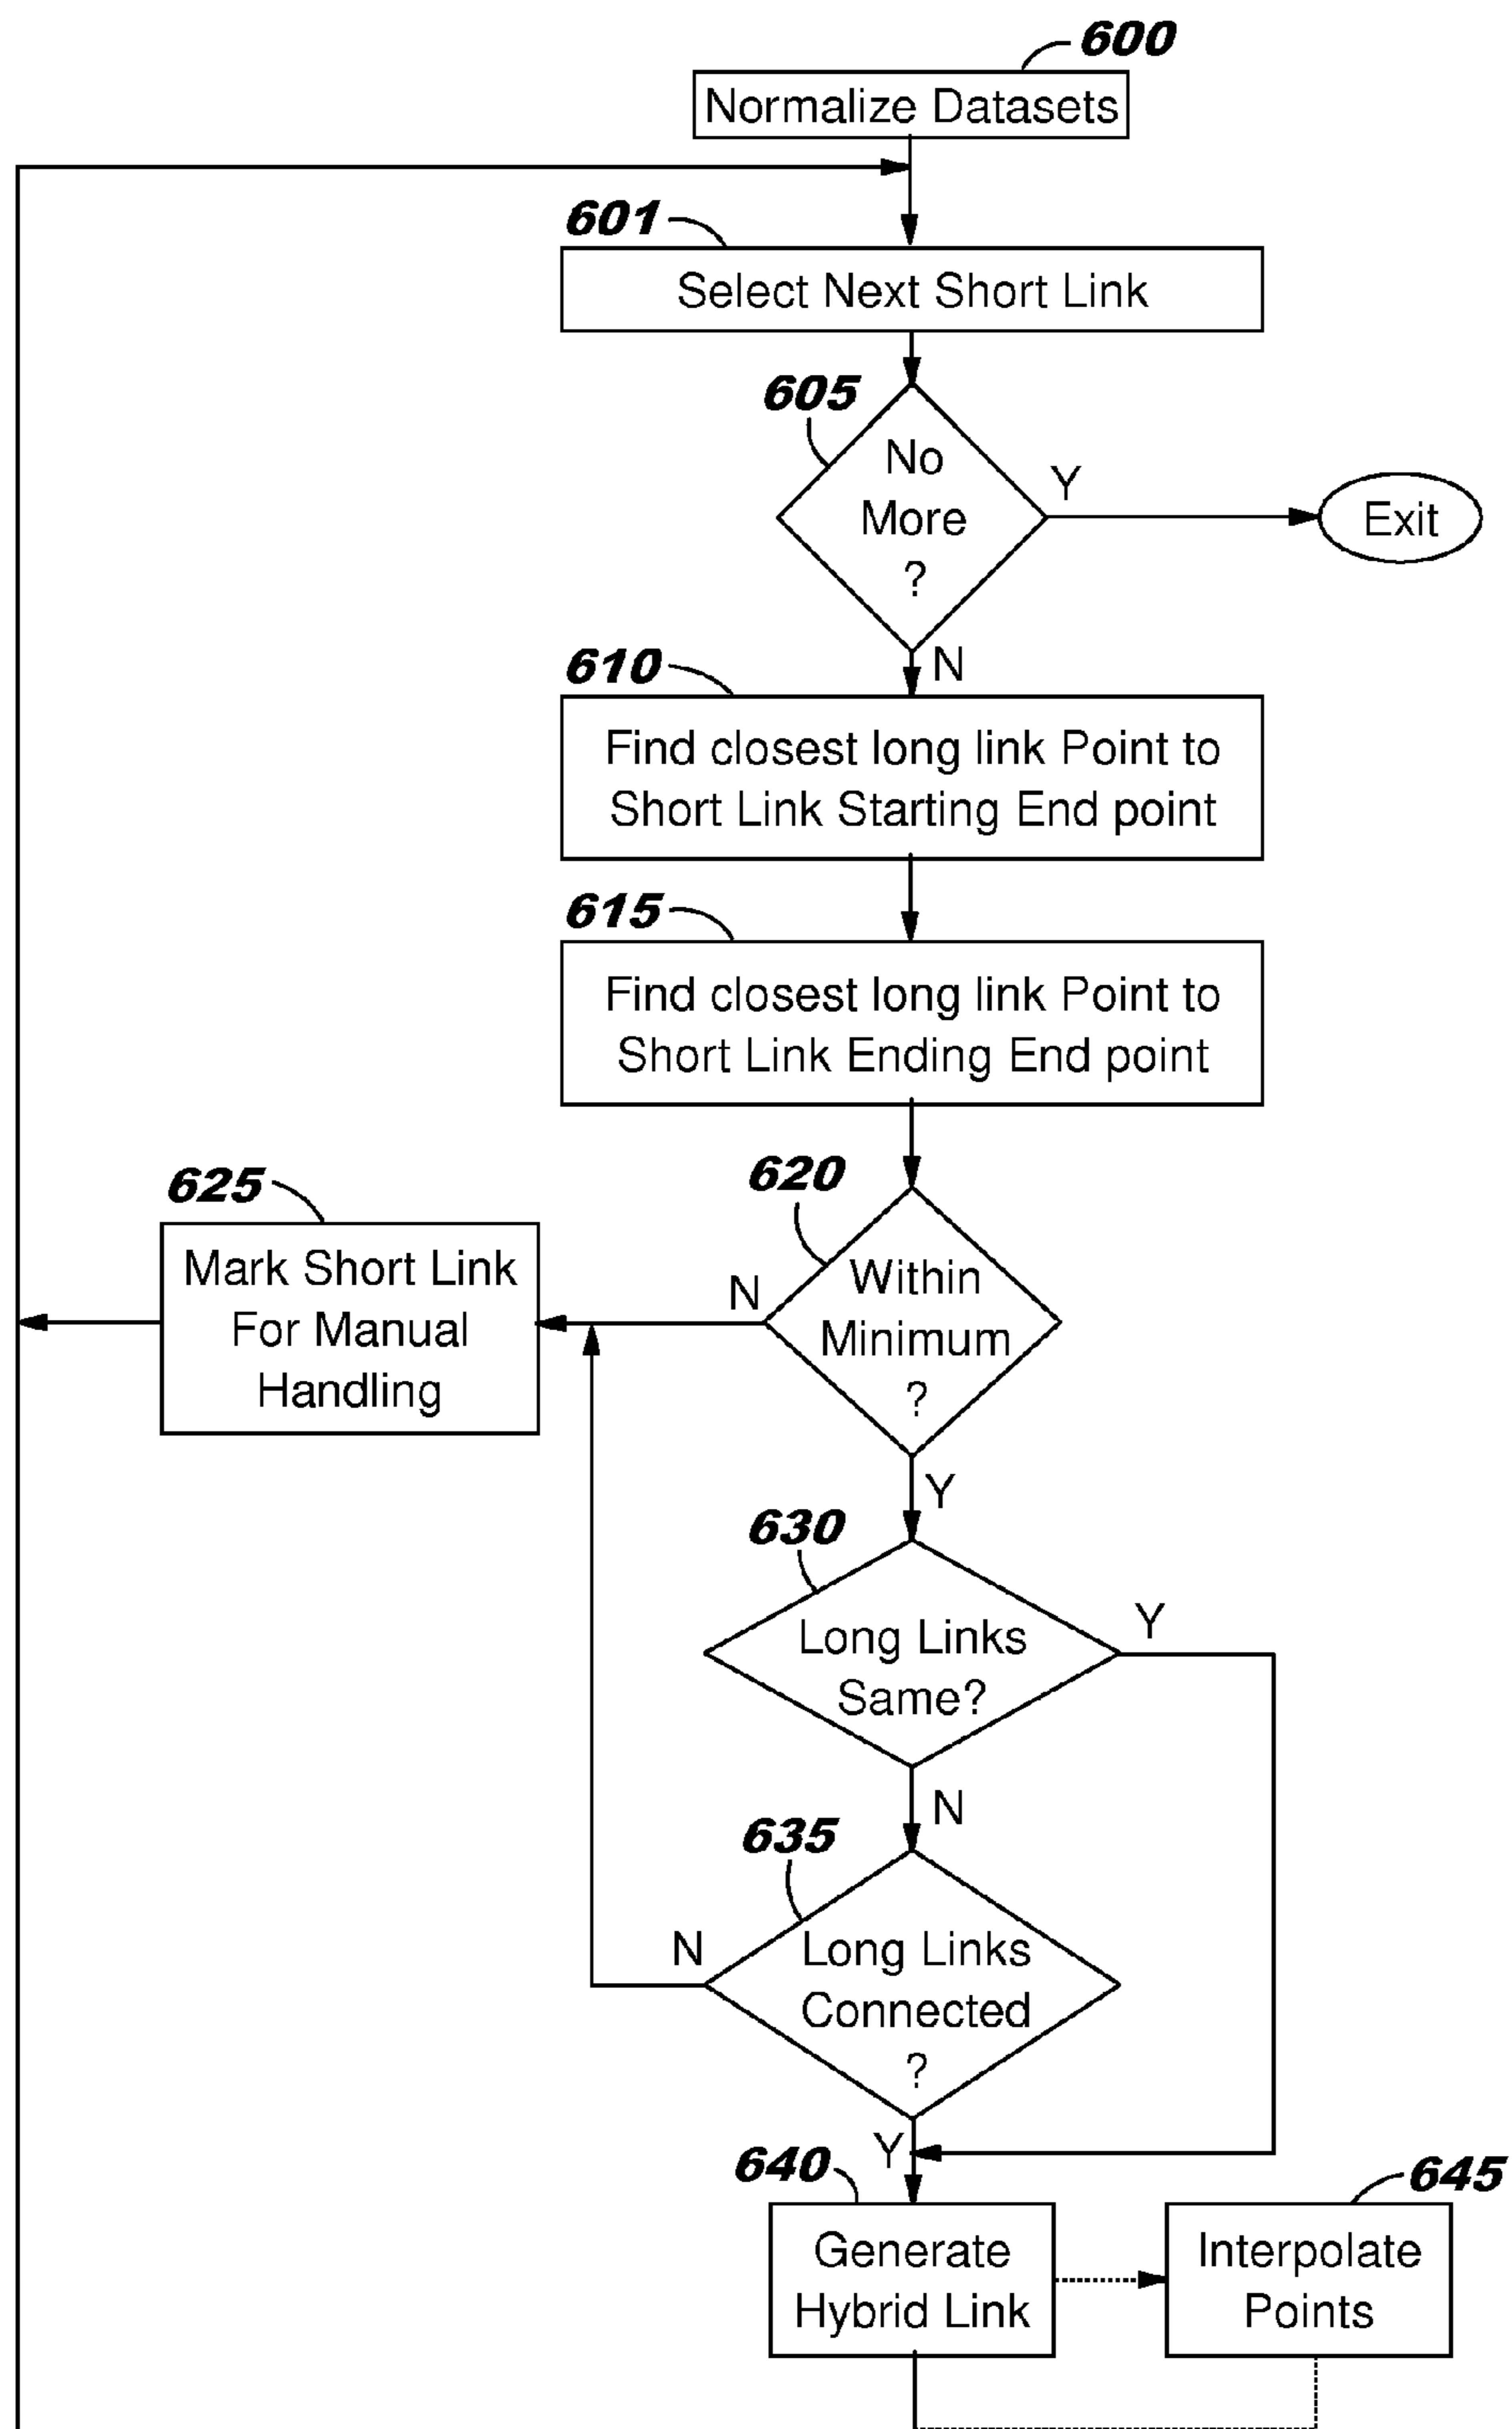 600
Normalize Datasets
601
Select Next Short Link
605
No
More
?
Y
Exit
N
610
Find closest long link Point to
Short Link Starting End point
615
Find closest long link Point to
Short Link Ending End point
620
Within
Minimum
?
N
625
Mark Short Link
For Manual
Handling
Y
630
Long Links
Same?
Y
N
635
Long Links
Connected
?
N
Y
640
Generate
Hybrid Link
645
Interpolate
Points